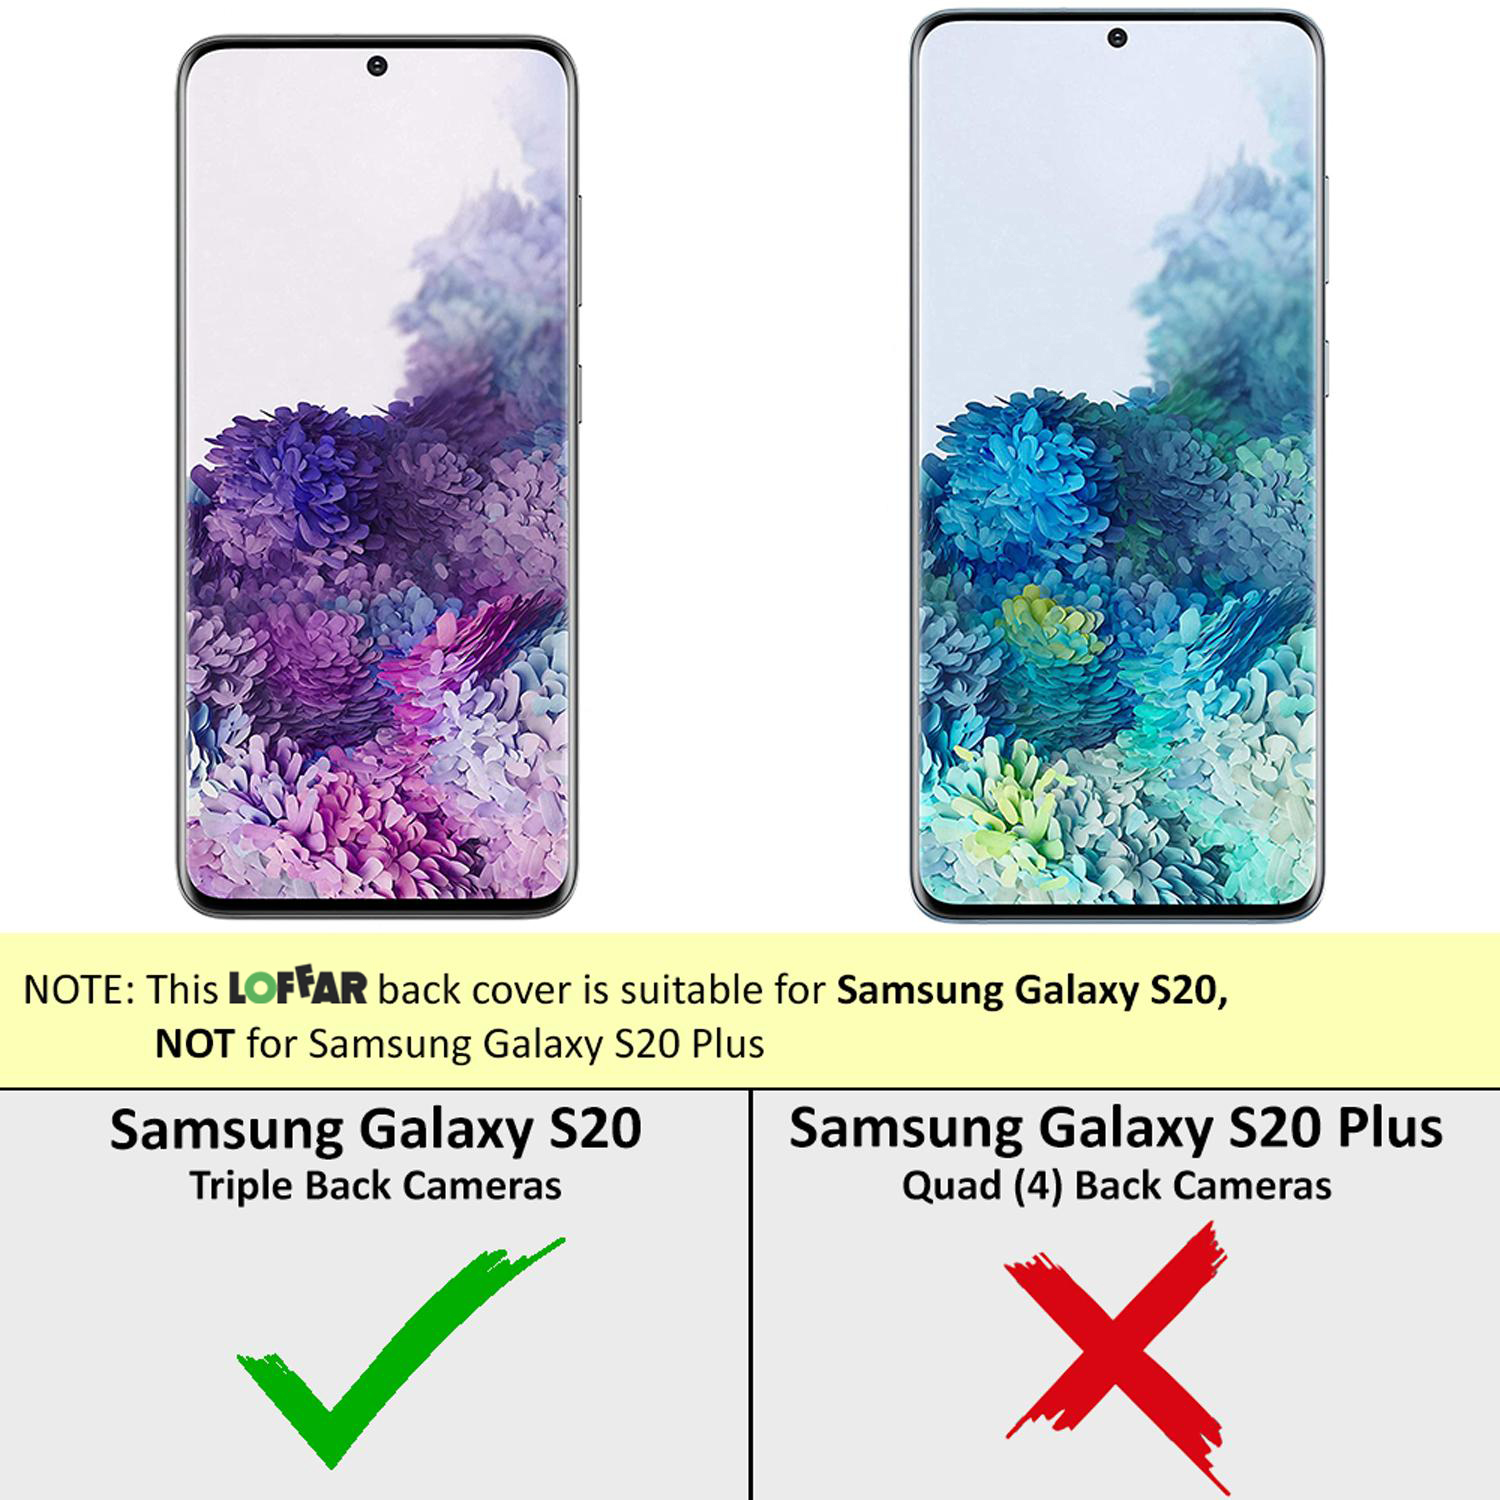 NOTE: This LOFFAR back cover is suitable for Samsung Galaxy S20,
NOT for Samsung Galaxy S20 Plus
Samsung Galaxy S20
Triple Back Cameras
Samsung Galaxy S20 Plus
Quad (4) Back Cameras